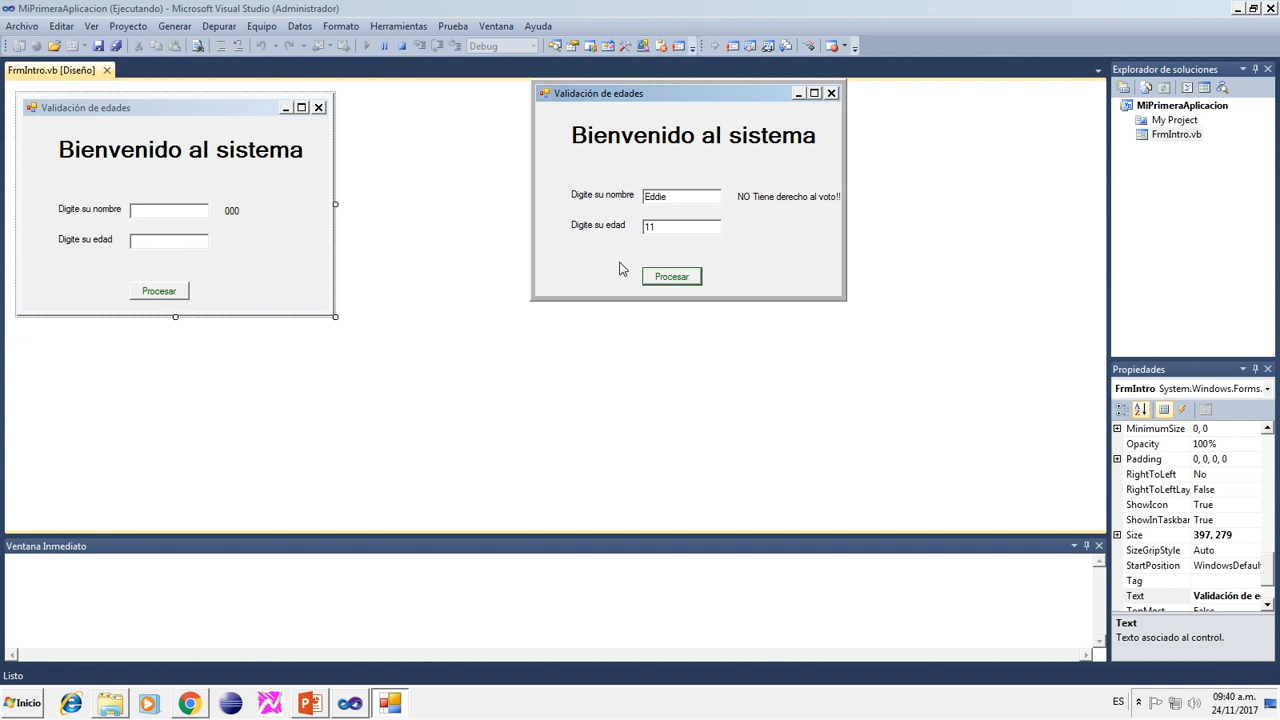 MiPrimeraAplicacion (Ejecutando) - Microsoft Visual Studio (Administrador)
Archivo Editar Ver Proyecto Generar Depurar Equipo Datos Formato Herramientas Prueba Ventana Ayuda
Debug
FrmIntro.vb [Diseño]
Validación de edades
Bienvenido al sistema
Digite su nombre
000
Digite su edad
Procesar
Validación de edades
Bienvenido al sistema
Digite su nombre Eddie NO Tiene derecho al voto!!
Digite su edad 11
Procesar
Explorador de soluciones
MiPrimeraAplicacion
My Project
FrmIntro.vb
Propiedades
FrmIntro System.Windows.Forms.
MinimumSize 0, 0
Opacity 100%
Padding 0, 0, 0, 0
RightToLeft No
RightToLeftLay False
ShowIcon True
ShowInTaskbar True
Size 397, 279
SizeGripStyle Auto
StartPosition WindowsDefaul
Tag
Text Validación de e
TopMost False
Text
Texto asociado al control.
Ventana Inmediato
Listo
Inicio
ES
09:40 a.m.
24/11/2017